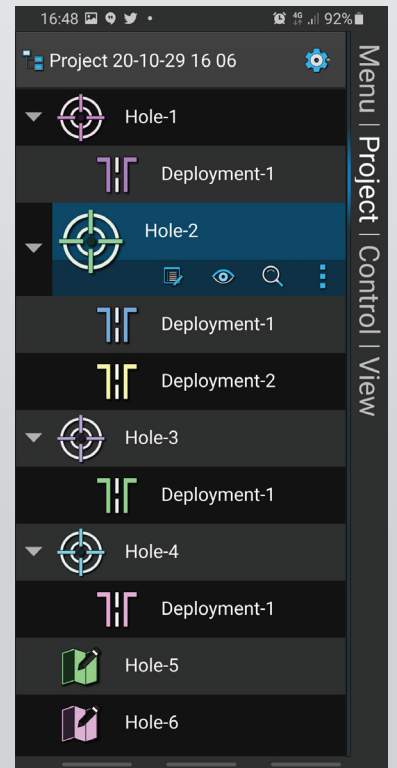 16:48 4G 92%
Project 20-10-29 16 06
Hole-1
Deployment-1
Hole-2
Deployment-1
Deployment-2
Hole-3
Deployment-1
Hole-4
Deployment-1
Hole-5
Hole-6
Menu | Project | Control | View